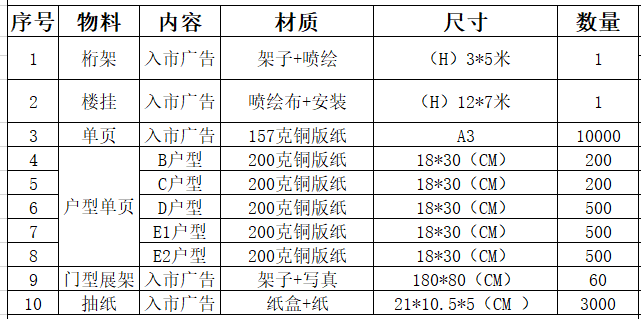 序号 物料 内容 材质 尺寸 数量
1 桁架 入市广告 架子+喷绘 （H）3*5米 1
2 楼挂 入市广告 喷绘布+安装 （H）12*7米 1
3 单页 入市广告 157克铜版纸 A3 10000
4 B户型 200克铜版纸 18*30（CM） 200
5 C户型 200克铜版纸 18*30（CM） 200
6 户型单页 D户型 200克铜版纸 18*30（CM） 500
7 E1户型 200克铜版纸 18*30（CM） 500
8 E2户型 200克铜版纸 18*30（CM） 500
9 门型展架 入市广告 架子+写真 180*80（CM） 60
10 抽纸 入市广告 纸盒+纸 21*10.5*5（CM ） 3000